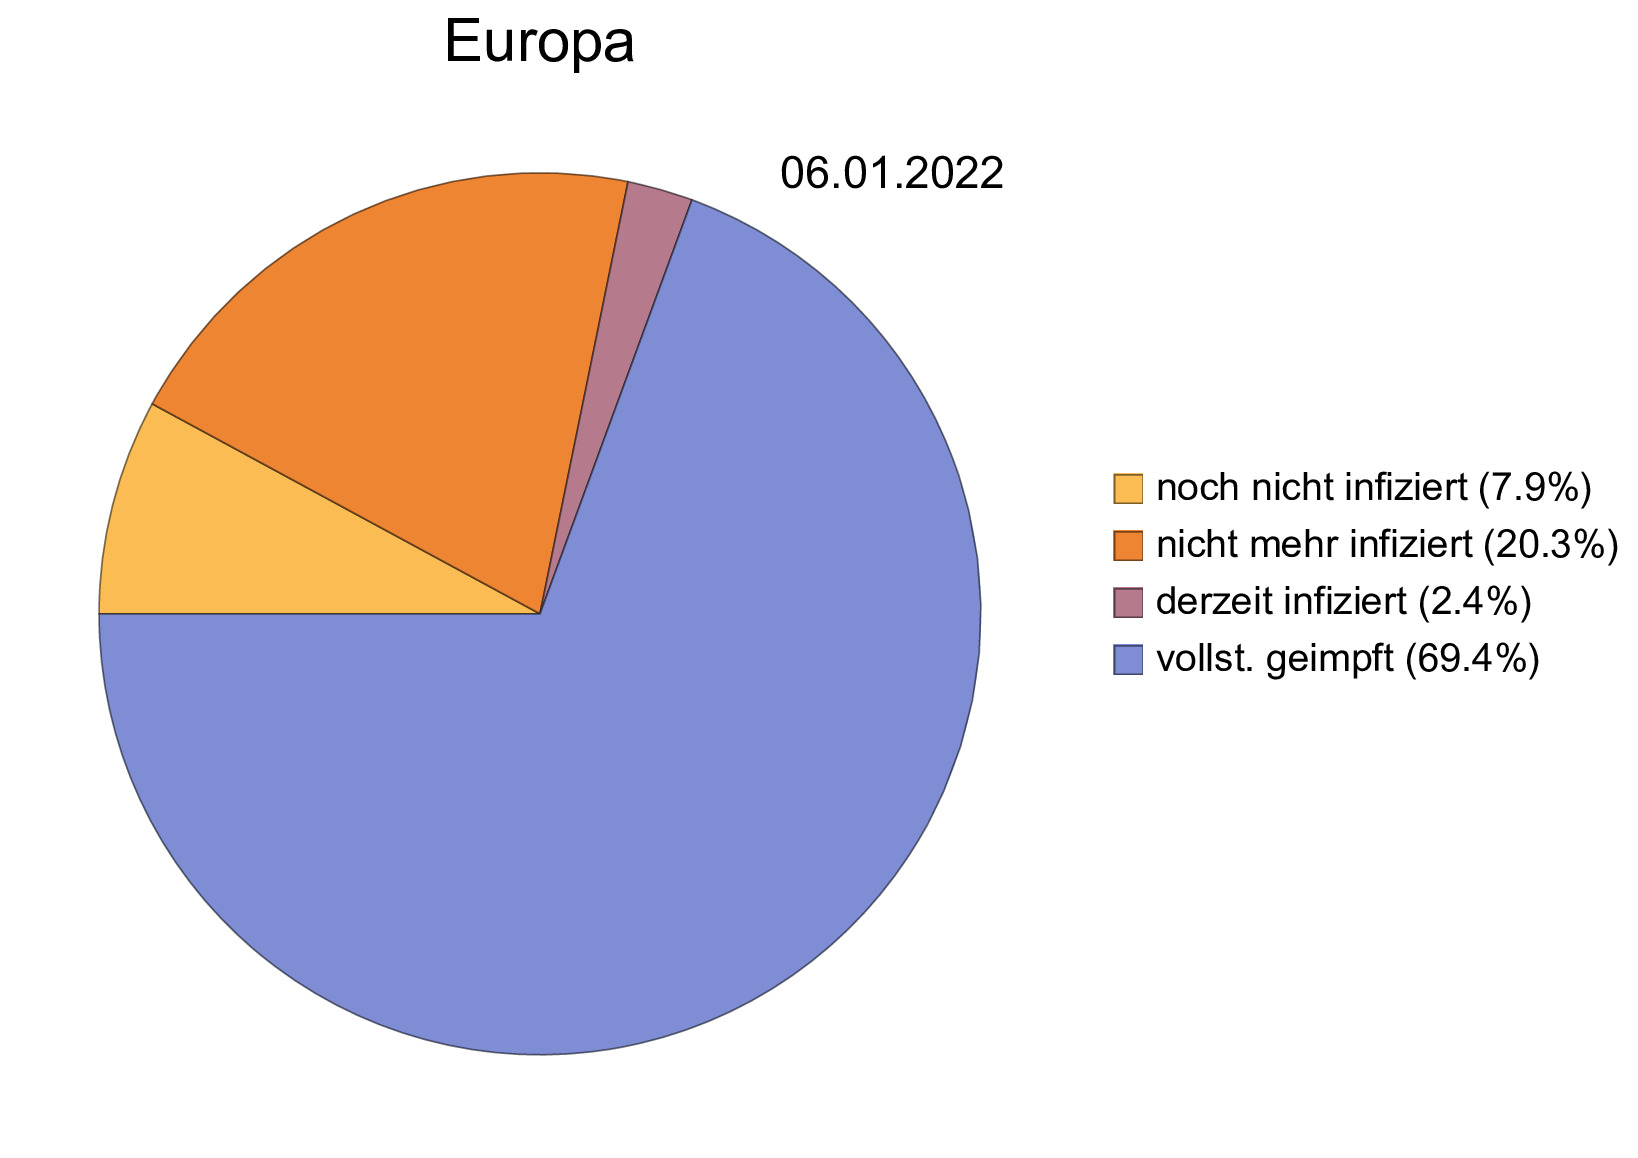 Europa
06.01.2022
noch nicht infiziert (7.9%)
nicht mehr infiziert (20.3%)
derzeit infiziert (2.4%)
vollst. geimpft (69.4%)